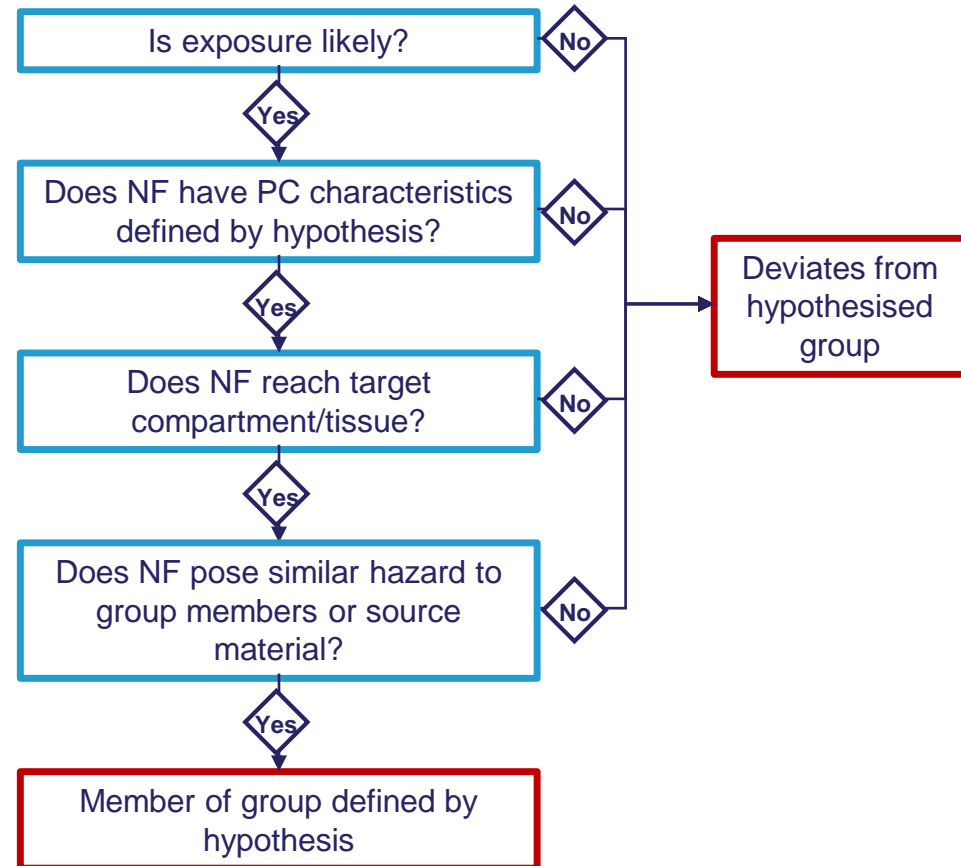 Is exposure likely?
No
Yes
Does NF have PC characteristics
defined by hypothesis?
No
Deviates from
hypothesised
group
Yes
Does NF reach target
compartment/tissue?
No
Yes
Does NF pose similar hazard to
group members or source
material?
No
Yes
Member of group defined by
hypothesis